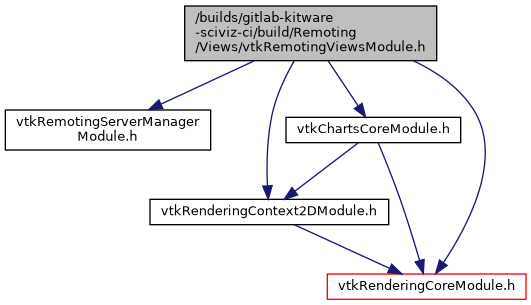 /builds/gitlab-kitware
-sciviz-ci/build/Remoting
/Views/vtkRemotingViewsModule.h
vtkRemotingServerManager
Module.h
vtkChartsCoreModule.h
vtkRenderingContext2DModule.h
vtkRenderingCoreModule.h